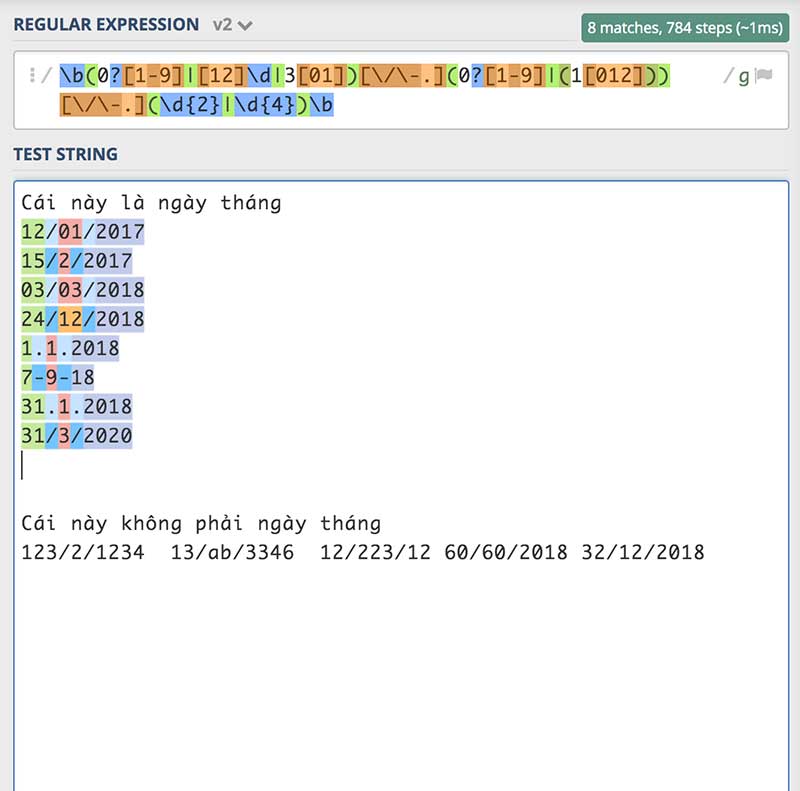 REGULAR EXPRESSION v2 8 matches, 784 steps (~1ms)
/ \b(0?[1-9]|[12]\d|3[01])[\/\-.](0?[1-9]|(1[012])) / g
[\/\-.](\d{2}|\d{4})\b
TEST STRING
Cái này là ngày tháng
12/01/2017
15/2/2017
03/03/2018
24/12/2018
1.1.2018
7-9-18
31.1.2018
31/3/2020
Cái này không phải ngày tháng
123/2/1234 13/ab/3346 12/223/12 60/60/2018 32/12/2018